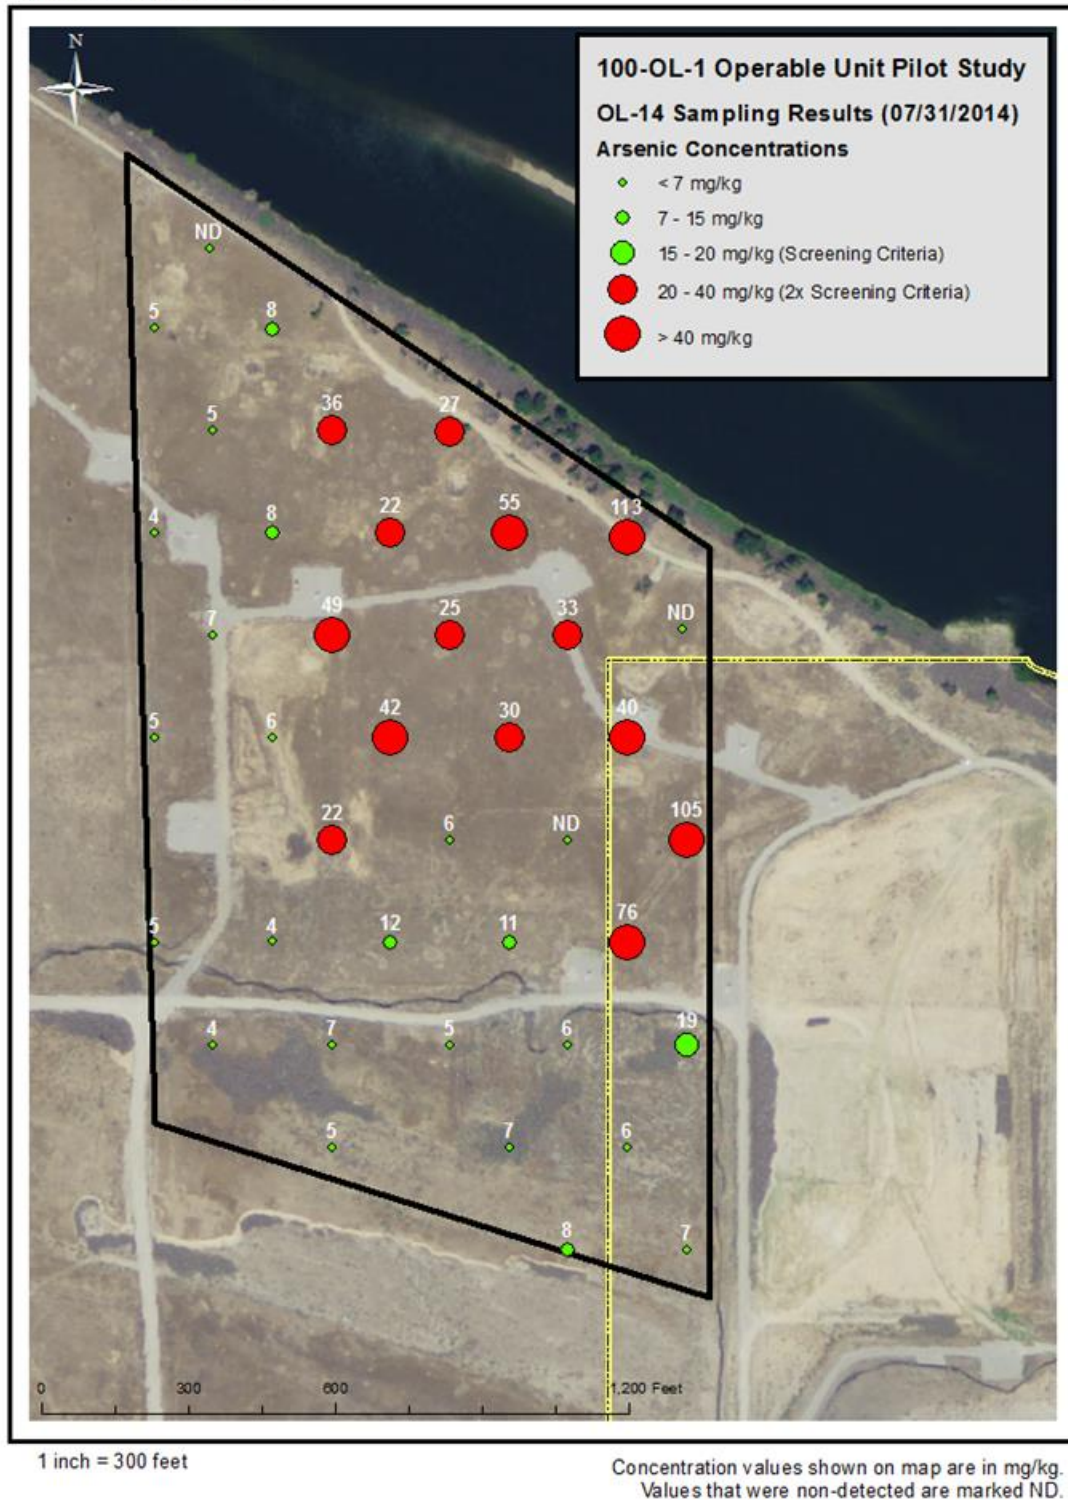 N
100-OL-1 Operable Unit Pilot Study
OL-14 Sampling Results (07/31/2014)
Arsenic Concentrations
< 7 mg/kg
7 - 15 mg/kg
15 - 20 mg/kg (Screening Criteria)
20 - 40 mg/kg (2x Screening Criteria)
> 40 mg/kg
ND
5 8
5 36 27
4 8 22 55 113
7 49 25 33 ND
5 6 42 30 40
22 6 ND 105
5 4 12 11 76
4 7 5 6 19
5 7 6
8 7
0 300 600 1,200 Feet
1 inch = 300 feet
Concentration values shown on map are in mg/kg.
Values that were non-detected are marked ND.